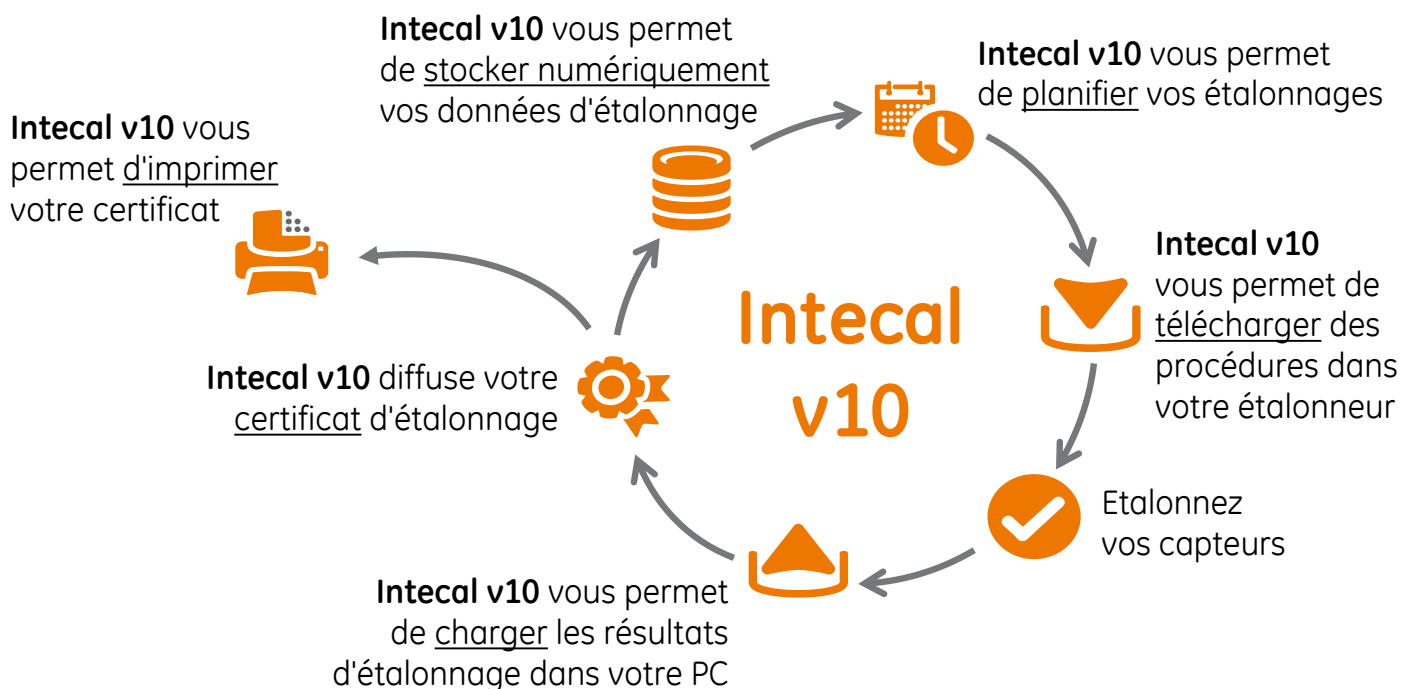 Intecal v10 vous permet
de stocker numériquement
vos données d'étalonnage
Intecal v10 vous permet
de planifier vos étalonnages
Intecal v10 vous
permet d'imprimer
votre certificat
Intecal v10
vous permet de
télécharger des
procédures dans
votre étalonneur
Intecal
v10
Intecal v10 diffuse votre
certificat d'étalonnage
Etalonnez
vos capteurs
Intecal v10 vous permet
de charger les résultats
d'étalonnage dans votre PC